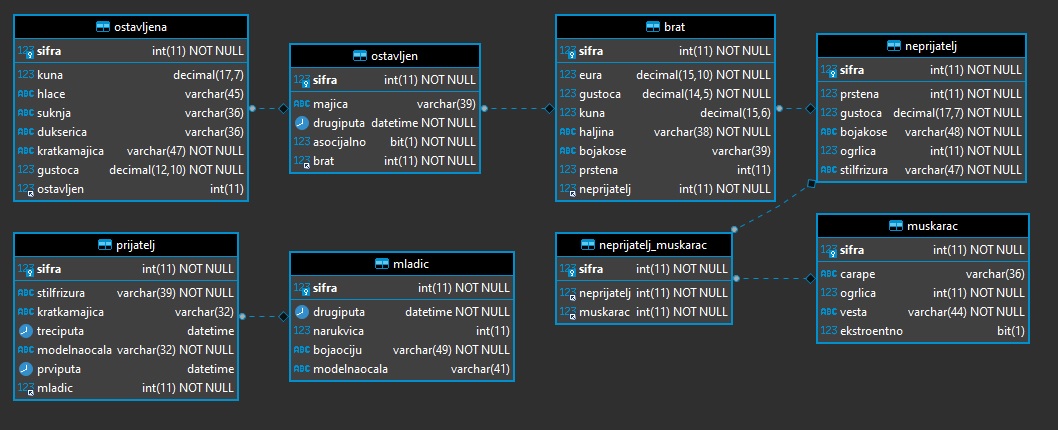 ostavljena
123 sifra int(11) NOT NULL
123 kuna decimal(17,7)
ABC hlace varchar(45)
ABC suknja varchar(36)
ABC dukserica varchar(36)
ABC kratkamajica varchar(47) NOT NULL
123 gustoca decimal(12,10) NOT NULL
123 ostavljen int(11)
ostavljen
123 sifra int(11) NOT NULL
ABC majica varchar(39)
drugiputa datetime NOT NULL
123 asocijalno bit(1) NOT NULL
123 brat int(11) NOT NULL
brat
123 sifra int(11) NOT NULL
123 eura decimal(15,10) NOT NULL
123 gustoca decimal(14,5) NOT NULL
123 kuna decimal(15,6)
ABC haljina varchar(38) NOT NULL
ABC bojakose varchar(39)
123 prstena int(11)
123 neprijatelj int(11) NOT NULL
neprijatelj
123 sifra int(11) NOT NULL
123 prstena int(11) NOT NULL
123 gustoca decimal(17,7) NOT NULL
ABC bojakose varchar(48) NOT NULL
123 ogrlica int(11) NOT NULL
ABC stilfrizura varchar(47) NOT NULL
prijatelj
123 sifra int(11) NOT NULL
ABC stilfrizura varchar(39) NOT NULL
ABC kratkamajica varchar(32)
treciputa datetime
ABC modelnaocala varchar(32) NOT NULL
prviputa datetime
123 mladic int(11) NOT NULL
mladic
123 sifra int(11) NOT NULL
drugiputa datetime NOT NULL
123 narukvica int(11)
ABC bojaociju varchar(49) NOT NULL
ABC modelnaocala varchar(41)
neprijatelj_muskarac
123 sifra int(11) NOT NULL
123 neprijatelj int(11) NOT NULL
123 muskarac int(11) NOT NULL
muskarac
123 sifra int(11) NOT NULL
ABC carape varchar(36)
123 ogrlica int(11) NOT NULL
ABC vesta varchar(44) NOT NULL
123 ekstroentno bit(1)